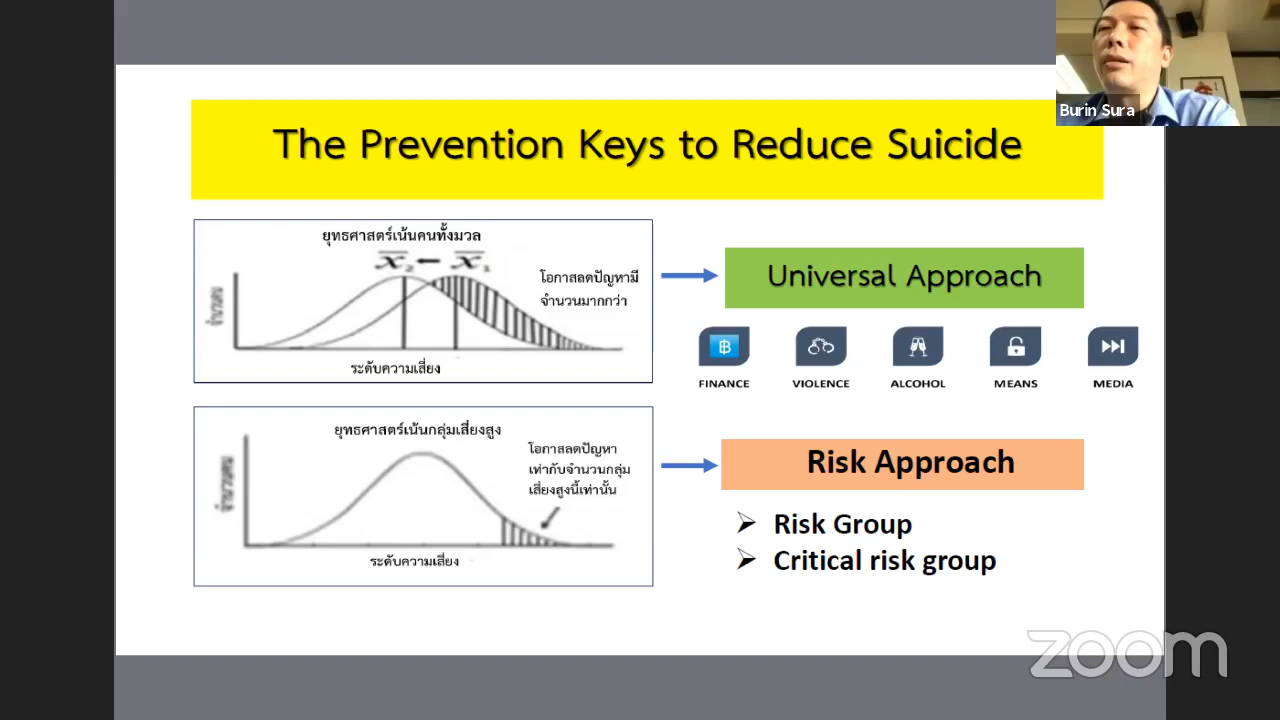 Burin Sura
The Prevention Keys to Reduce Suicide
ยุทธศาสตร์เน้นคนทั้งมวล
x̄₂ ← x̄₁
โอกาสลดปัญหามี
จำนวนมากกว่า
จำนวนคน
ระดับความเสี่ยง
Universal Approach
FINANCE
VIOLENCE
ALCOHOL
MEANS
MEDIA
ยุทธศาสตร์เน้นกลุ่มเสี่ยงสูง
โอกาสลดปัญหา
เท่ากับจำนวนกลุ่ม
เสี่ยงสูงนี้เท่านั้น
จำนวนคน
ระดับความเสี่ยง
Risk Approach
Risk Group
Critical risk group
zoom